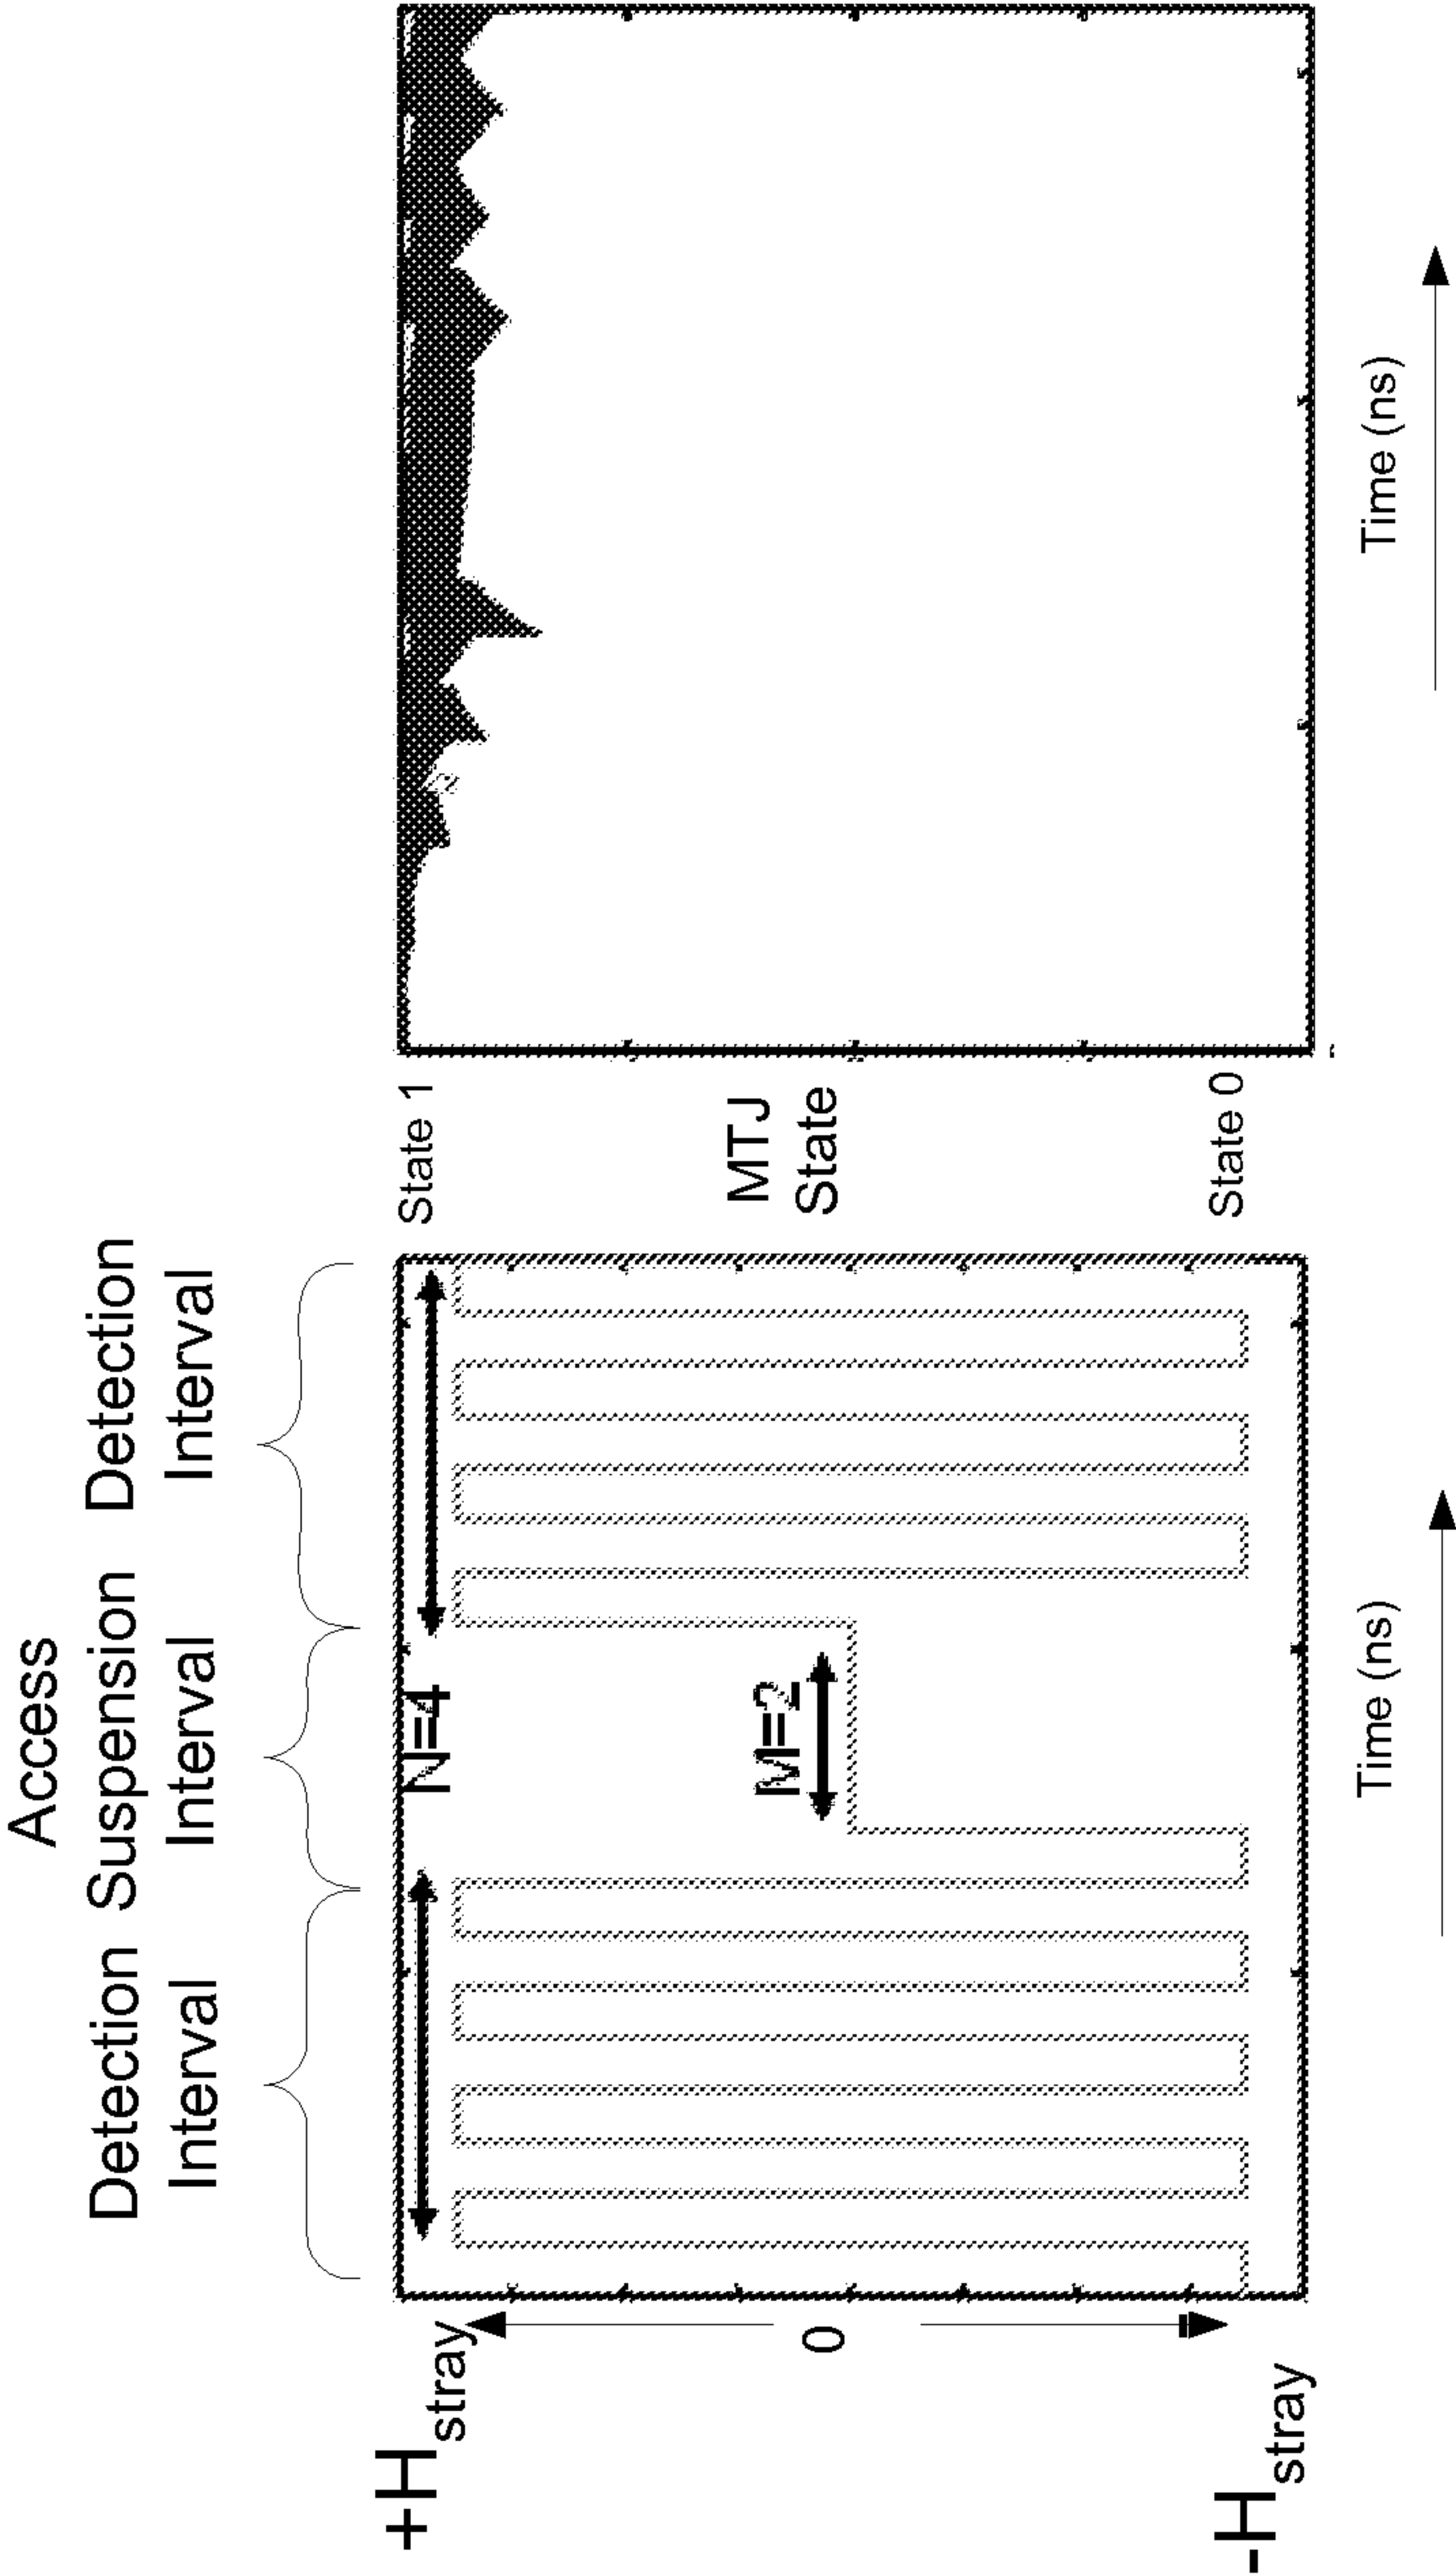 Access
Detection Suspension Detection
Interval Interval Interval
+Hstray
N=4
M=2
0
-Hstray
Time (ns)
State 1
MTJ
State
State 0
Time (ns)